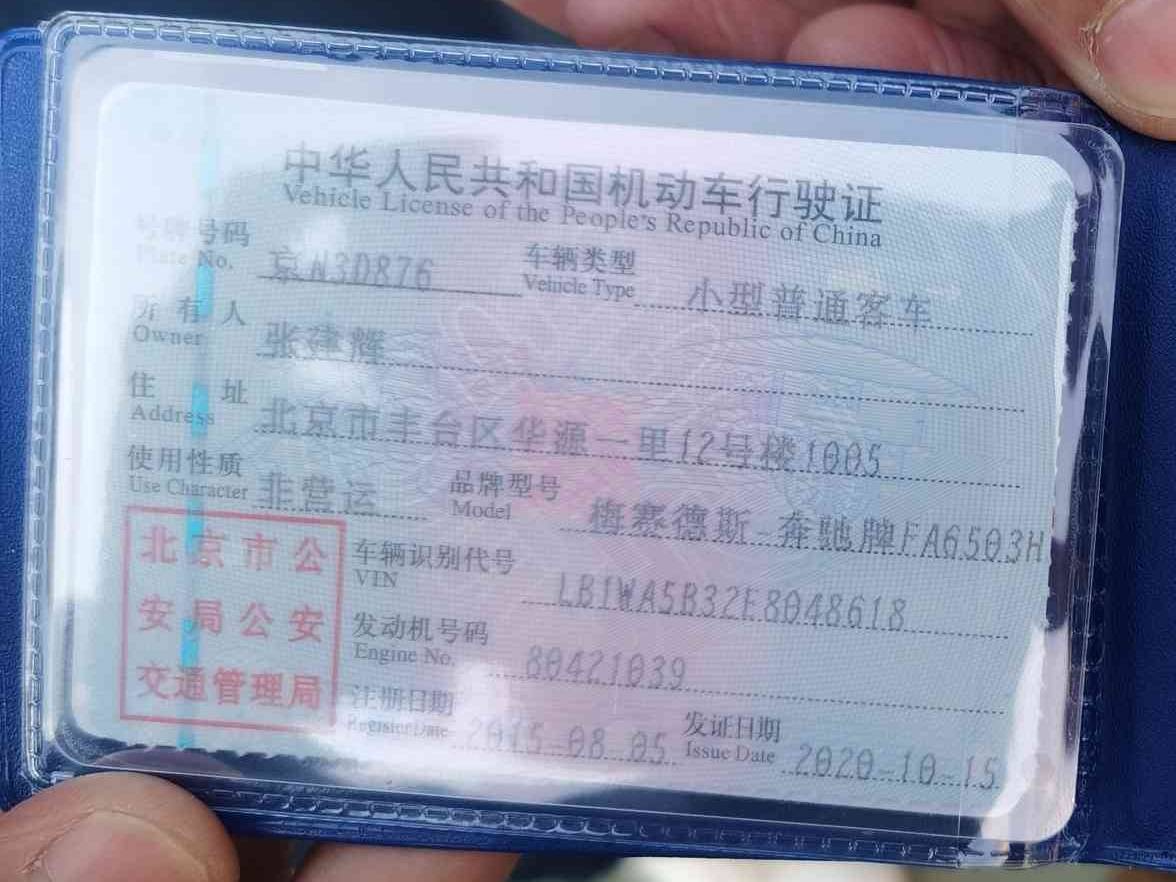 中华人民共和国机动车行驶证
Vehicle License of the People's Republic of China
号牌号码 京N3D876 车辆类型 小型普通客车
Plate No. Vehicle Type
所有人 张建辉
Owner
住址 北京市丰台区华源一里12号楼1005
Address
使用性质 非营运 品牌型号 梅赛德斯-奔驰牌FA6503H
Use Character Model
北京市公
安局公安
交通管理局
车辆识别代号 LB1WA5B32E8048618
VIN
发动机号码 80421039
Engine No.
注册日期 2015-08-05 发证日期 2020-10-15
Register Date Issue Date